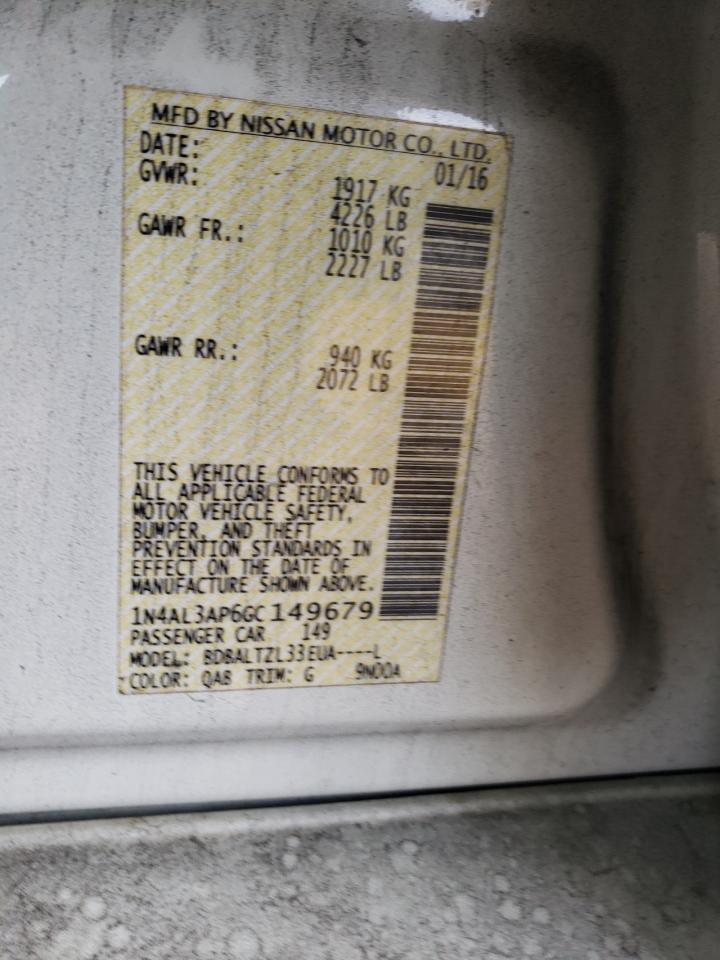 MFD BY NISSAN MOTOR CO., LTD.
DATE: 01/16
GVWR: 1917 KG
4226 LB
GAWR FR.: 1010 KG
2227 LB
GAWR RR.: 940 KG
2072 LB
THIS VEHICLE CONFORMS TO
ALL APPLICABLE FEDERAL
MOTOR VEHICLE SAFETY,
BUMPER, AND THEFT
PREVENTION STANDARDS IN
EFFECT ON THE DATE OF
MANUFACTURE SHOWN ABOVE.
1N4AL3AP6GC149679
PASSENGER CAR 149
MODEL: BDBALTZL33EUA----L
COLOR: QAB TRIM: G 9N00A